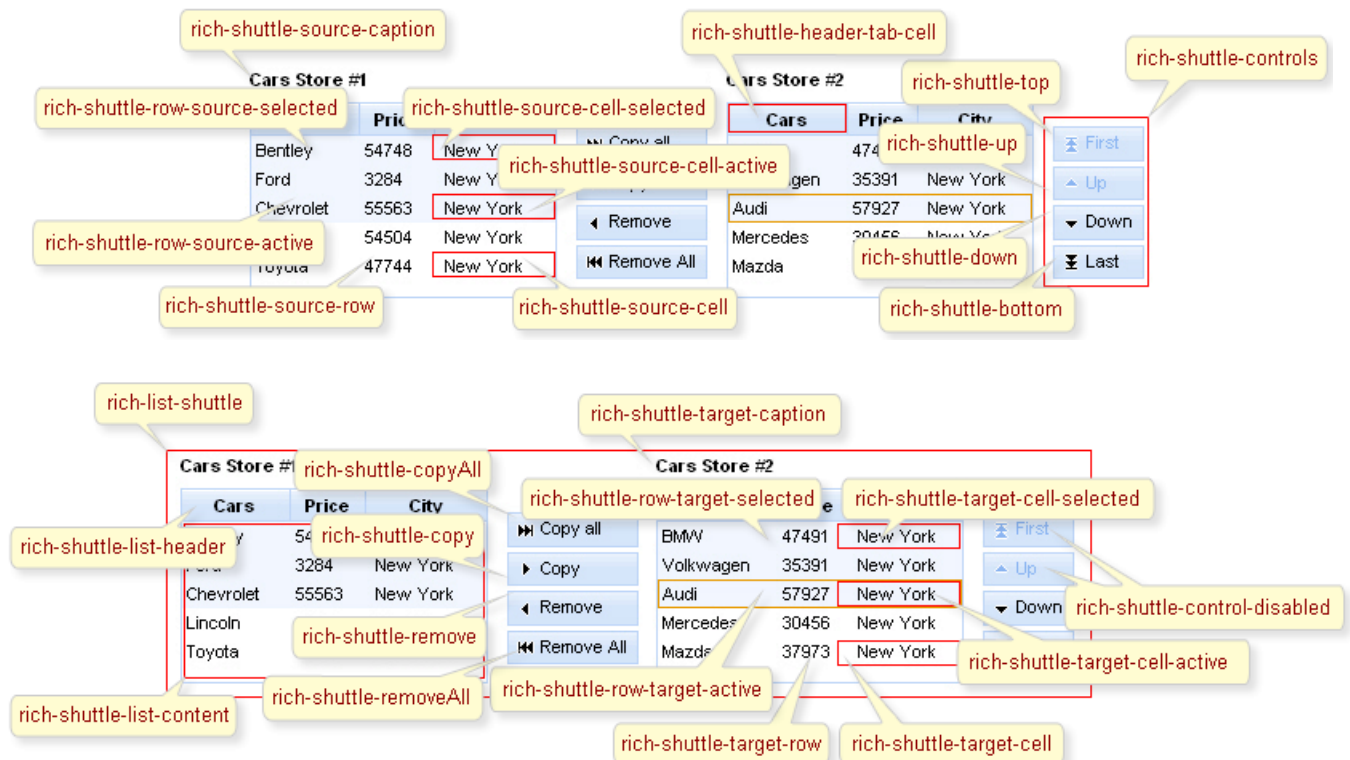 rich-shuttle-source-caption
rich-shuttle-header-tab-cell
rich-shuttle-controls
Cars Store #1
Cars Store #2
rich-shuttle-top
rich-shuttle-row-source-selected
rich-shuttle-source-cell-selected
Cars Price City
First
Bentley 54748 New Y
rich-shuttle-up
rich-shuttle-source-cell-active
Ford 3284 New Y
35391 New York
Up
Chevrolet 55563 New York
Remove
Audi 57927 New York
Down
rich-shuttle-row-source-active
54504 New York
Mercedes 30456 New York
rich-shuttle-down
Toyota 47744 New York
Remove All
Mazda
Last
rich-shuttle-source-row
rich-shuttle-source-cell
rich-shuttle-bottom
rich-list-shuttle
rich-shuttle-target-caption
Cars Store #1
rich-shuttle-copyAll
Cars Store #2
rich-shuttle-row-target-selected
rich-shuttle-target-cell-selected
Cars Price City
rich-shuttle-list-header
rich-shuttle-copy
Copy all
BMW 47491 New York
First
Ford 3284 New York
Copy
Volkwagen 35391 New York
Up
Chevrolet 55563 New York
Remove
Audi 57927 New York
Down
rich-shuttle-control-disabled
Lincoln
rich-shuttle-remove
Mercedes 30456 New York
Toyota
Remove All
Mazda 37973 New York
rich-shuttle-target-cell-active
rich-shuttle-removeAll
rich-shuttle-row-target-active
rich-shuttle-list-content
rich-shuttle-target-row
rich-shuttle-target-cell